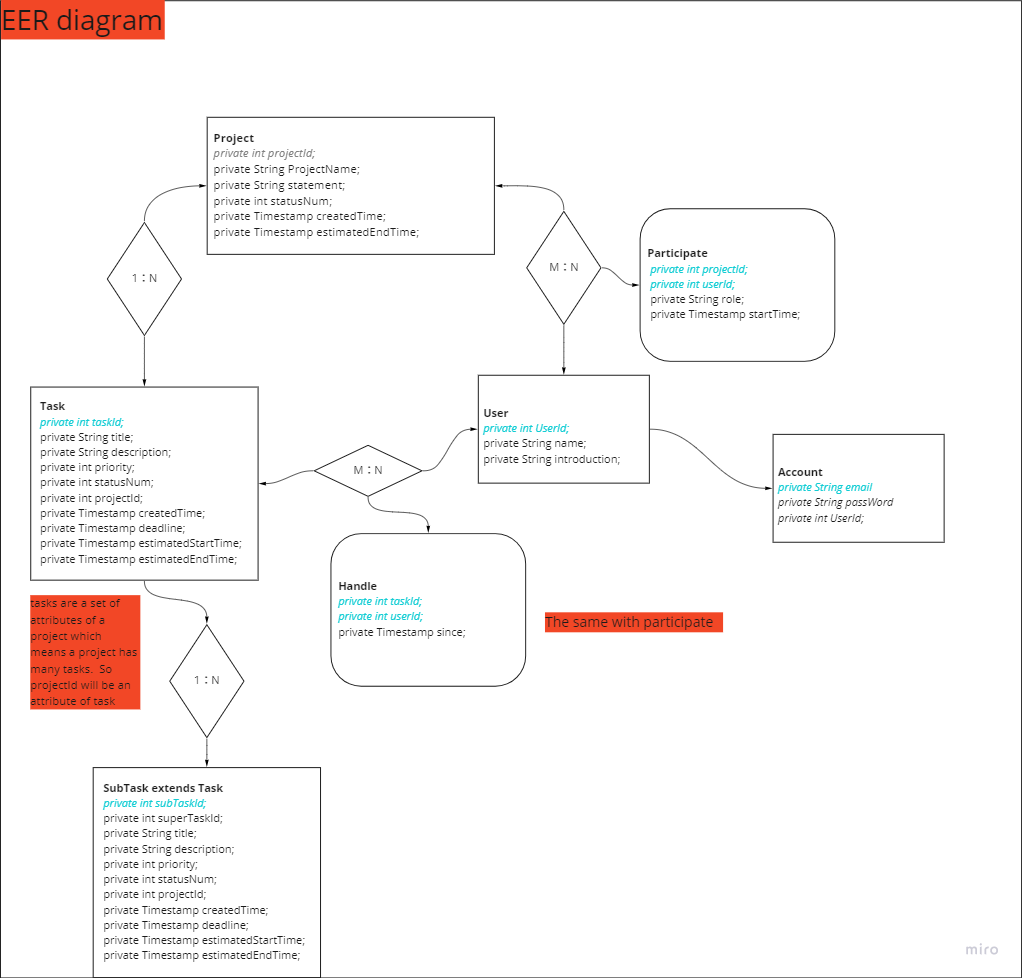 EER diagram
Project
private int projectId;
private String ProjectName;
private String statement;
private int statusNum;
private Timestamp createdTime;
private Timestamp estimatedEndTime;
1：N
M：N
Participate
private int projectId;
private int userId;
private String role;
private Timestamp startTime;
Task
private int taskId;
private String title;
private String description;
private int priority;
private int statusNum;
private int projectId;
private Timestamp createdTime;
private Timestamp deadline;
private Timestamp estimatedStartTime;
private Timestamp estimatedEndTime;
M：N
User
private int UserId;
private String name;
private String introduction;
Account
private String email
private String passWord
private int UserId;
Handle
private int taskId;
private int userId;
private Timestamp since;
The same with participate
tasks are a set of
attributes of a
project which
means a project has
many tasks. So
projectId will be an
attribute of task
1：N
SubTask extends Task
private int subTaskId;
private int superTaskId;
private String title;
private String description;
private int priority;
private int statusNum;
private int projectId;
private Timestamp createdTime;
private Timestamp deadline;
private Timestamp estimatedStartTime;
private Timestamp estimatedEndTime;
miro